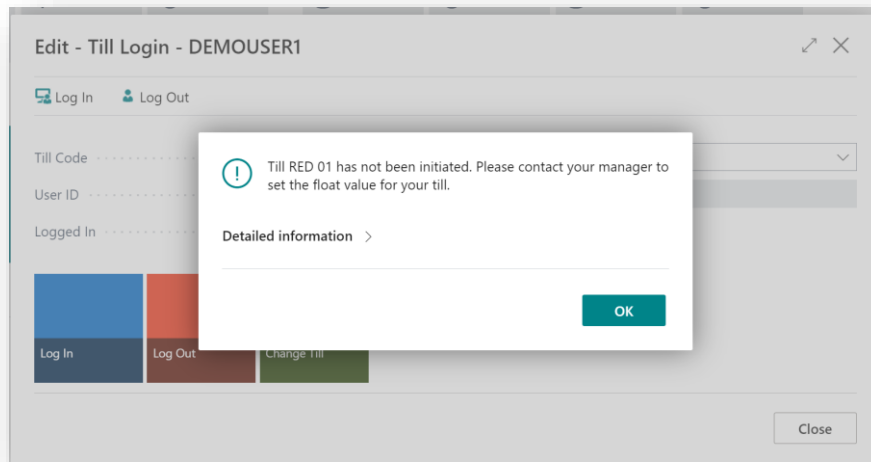 Edit - Till Login - DEMOUSER1
Log In Log Out
Till Code
Till RED 01 has not been initiated. Please contact your manager to
set the float value for your till.
User ID
Logged In
Detailed information
OK
Log In Log Out Change Till
Close